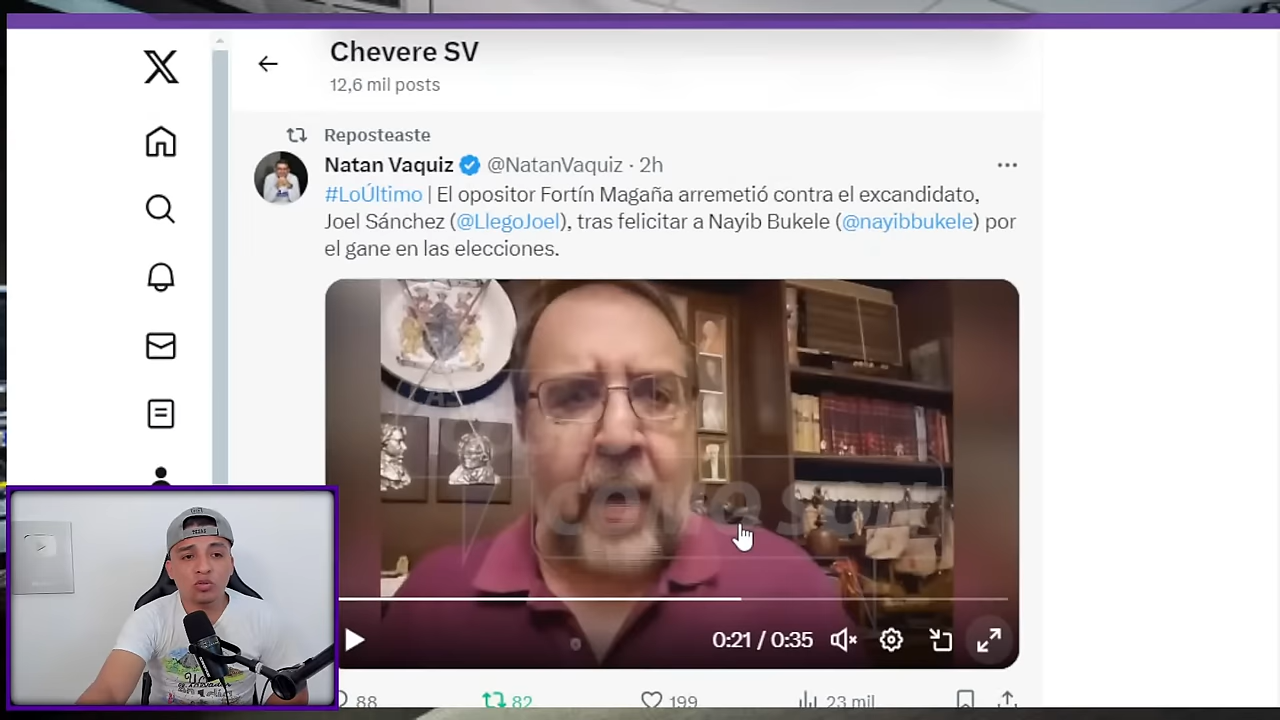 Chevere SV
12,6 mil posts
Reposteaste
Natan Vaquiz @NatanVaquiz · 2h
#LoÚltimo | El opositor Fortín Magaña arremetió contra el excandidato,
Joel Sánchez (@LlegoJoel), tras felicitar a Nayib Bukele (@nayibbukele) por
el gane en las elecciones.
COMO SON
0:21 / 0:35
88 82 199 23 mil